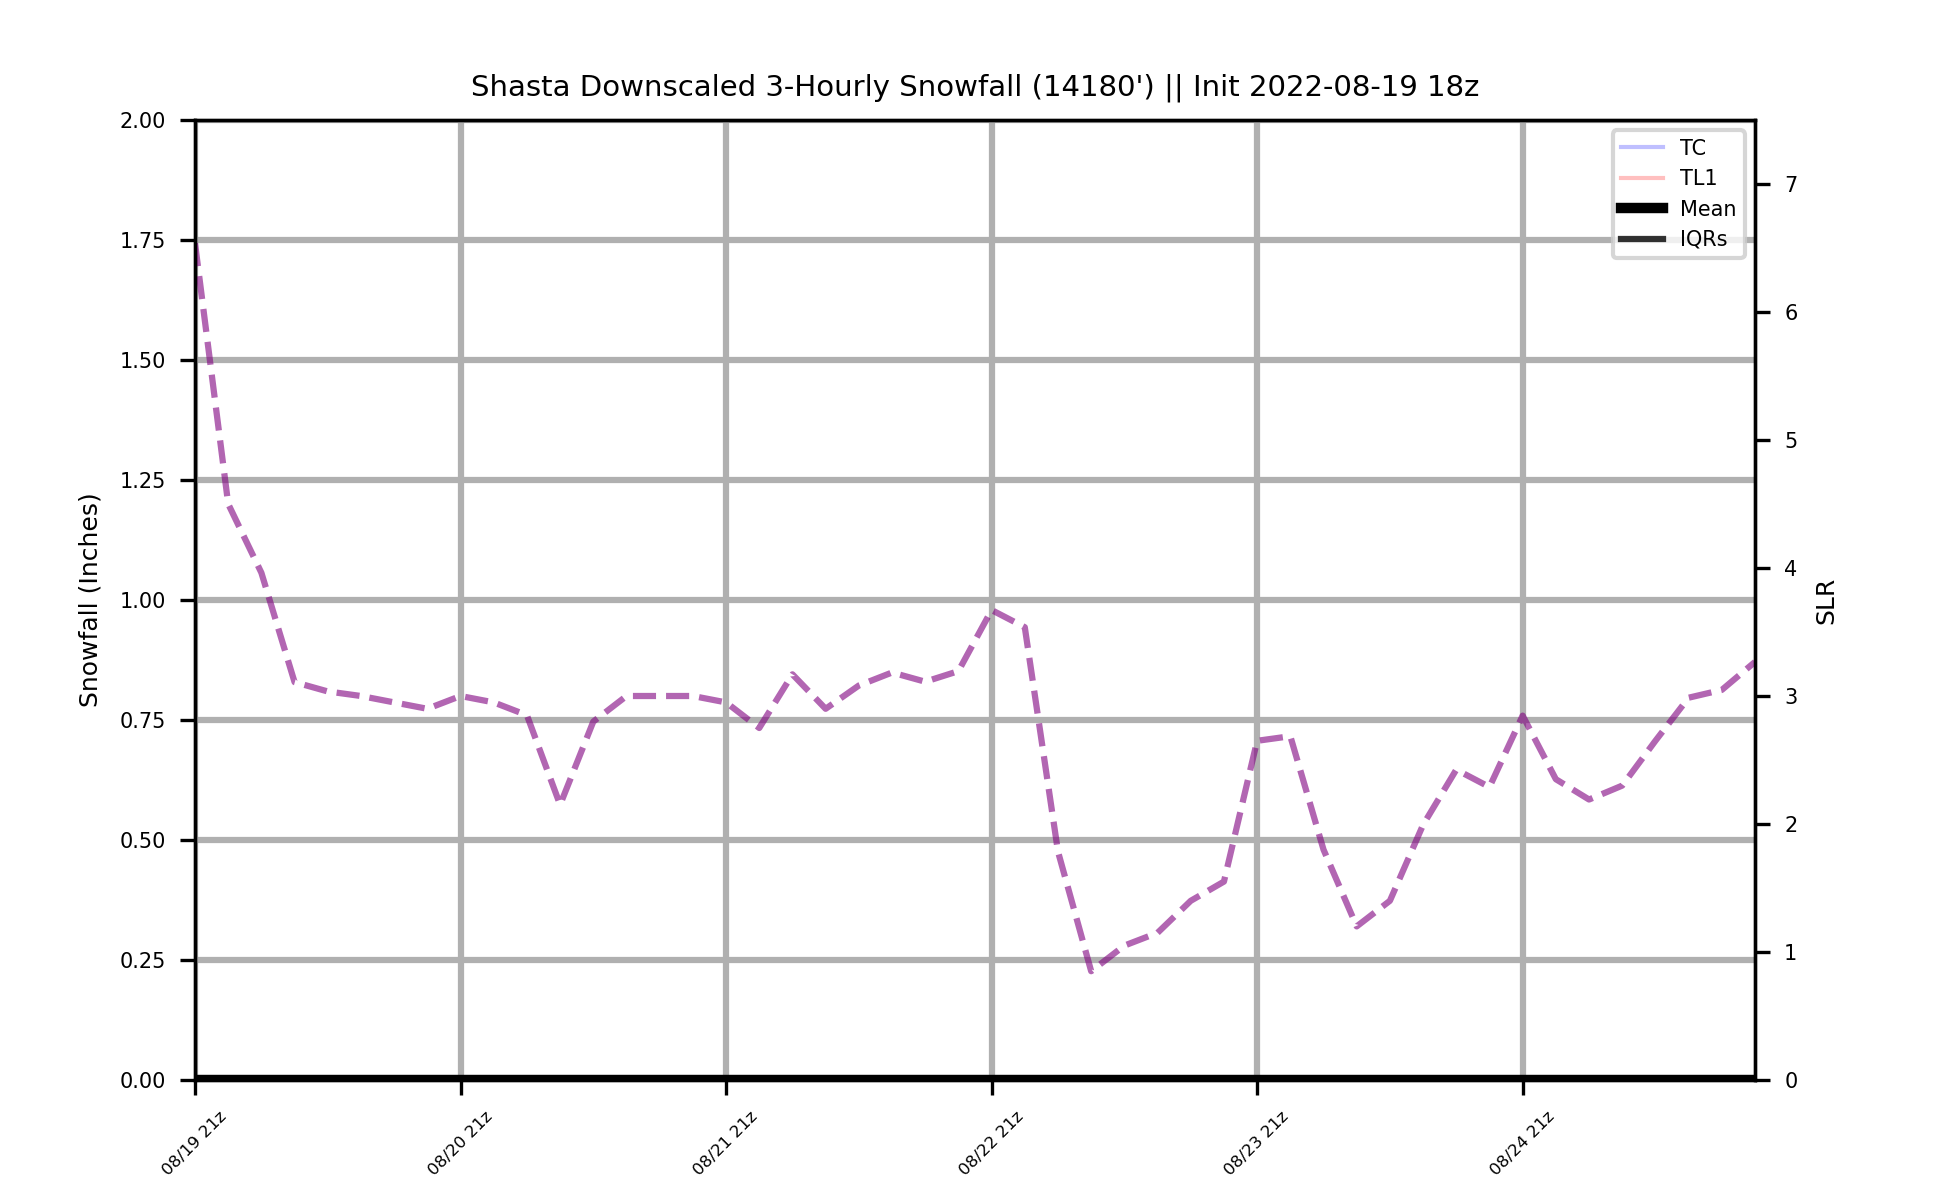 Shasta Downscaled 3-Hourly Snowfall (14180') || Init 2022-08-19 18z
2.00
1.75
1.50
1.25
1.00
0.75
0.50
0.25
0.00
Snowfall (Inches)
TC
TL1
Mean
IQRs
7
6
5
4
3
2
1
0
SLR
08/19 21z
08/20 21z
08/21 21z
08/22 21z
08/23 21z
08/24 21z